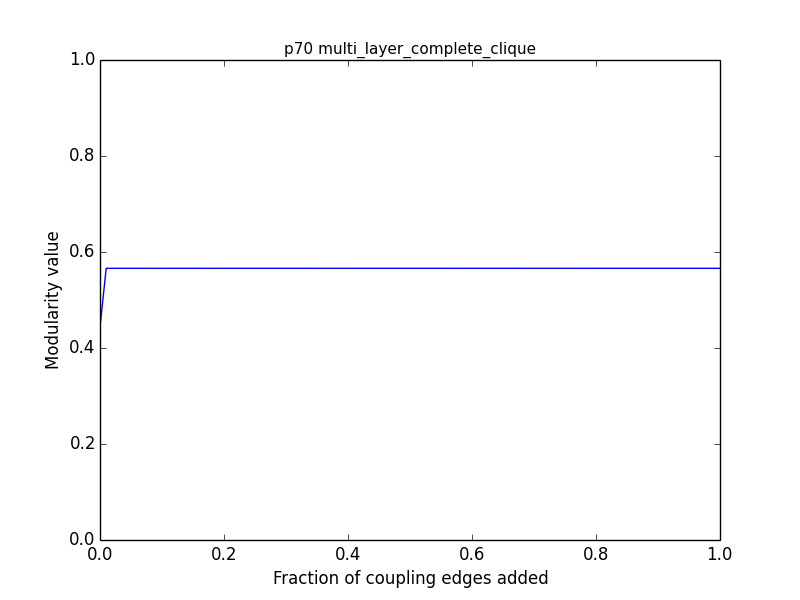 p70 multi_layer_complete_clique
1.0
0.8
0.6
0.4
0.2
0.0
Modularity value
0.0 0.2 0.4 0.6 0.8 1.0
Fraction of coupling edges added